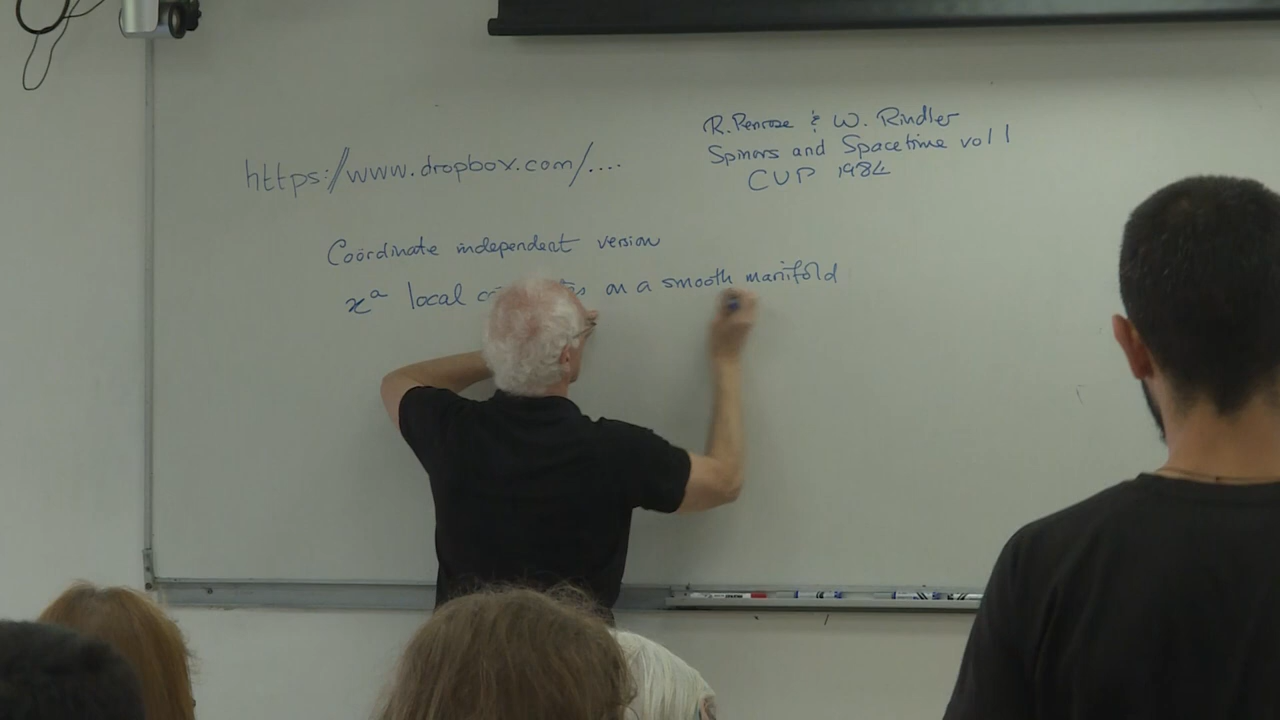 https://www.dropbox.com/....
R. Penrose & W. Rindler
Spinors and Spacetime vol 1
CUP 1984
Coördinate independent version
xᵃ local on a smooth manifold